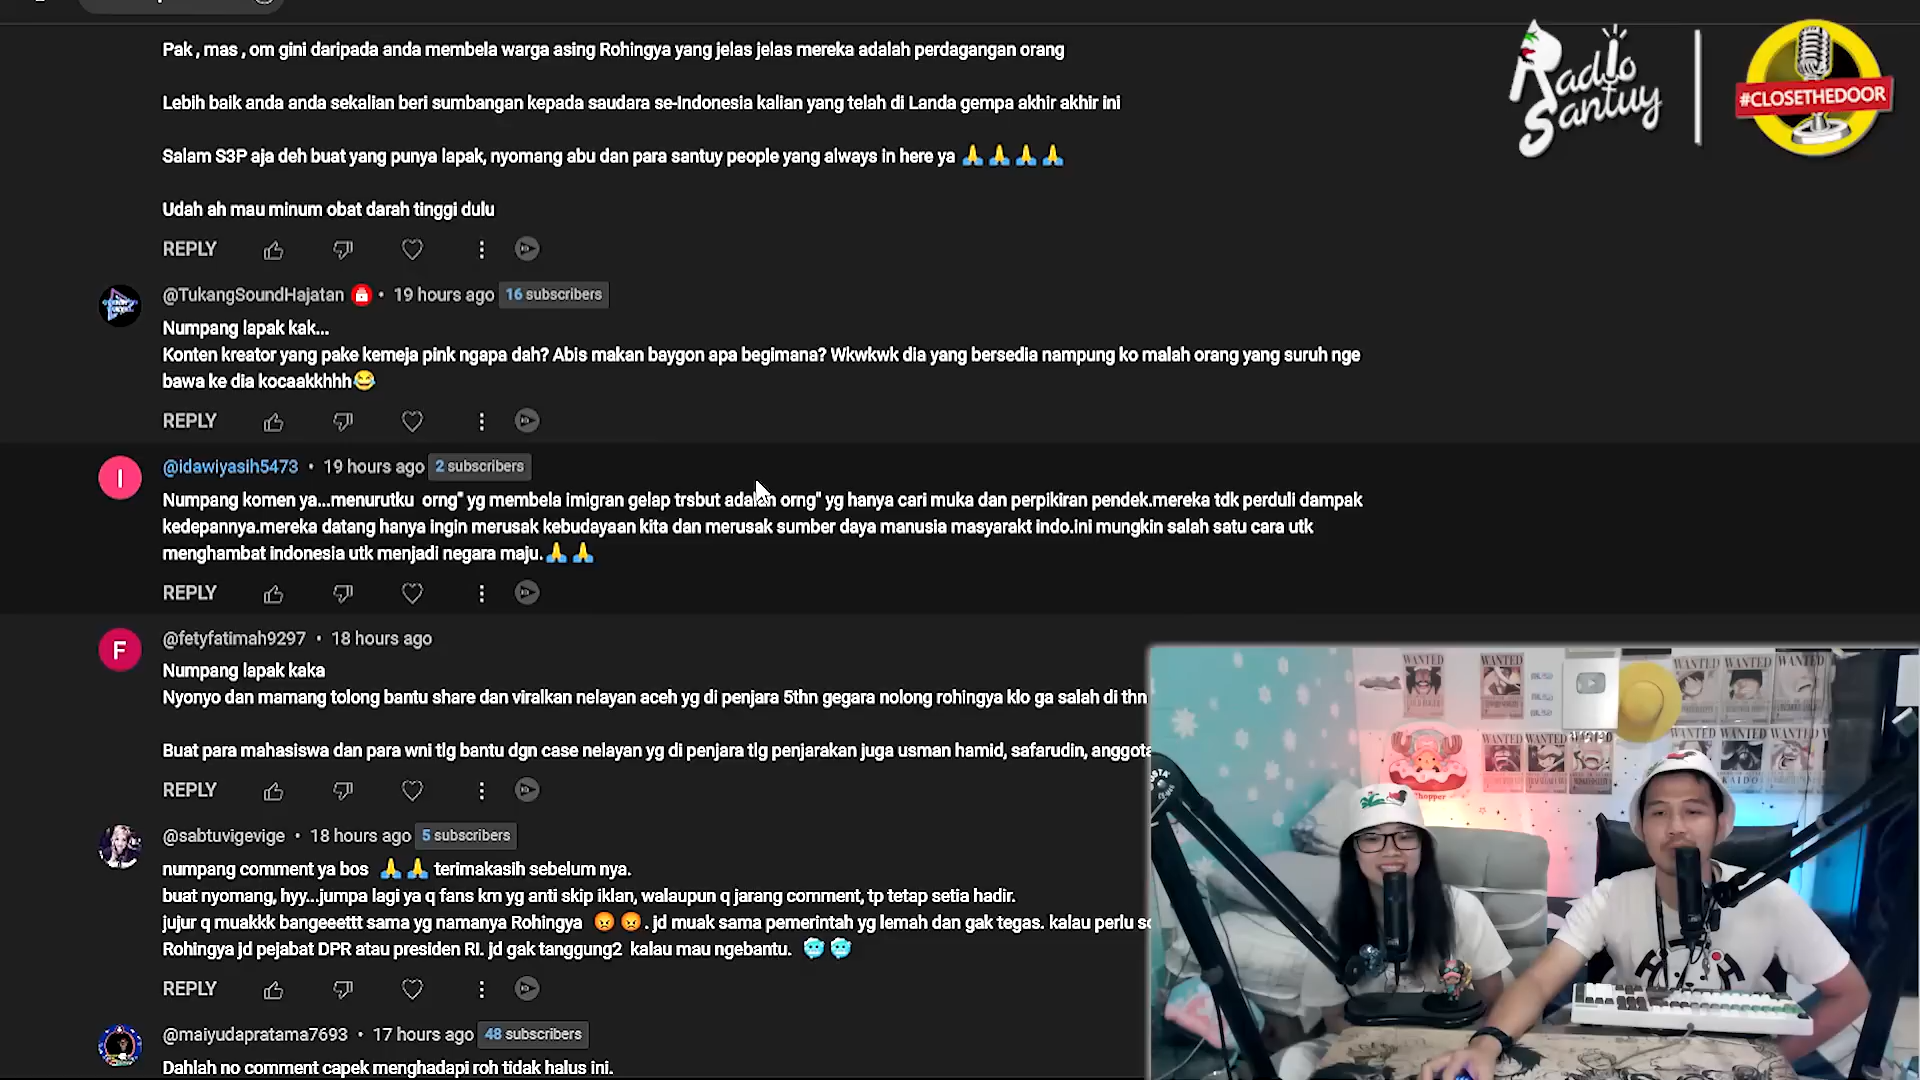 Pak , mas , om gini daripada anda membela warga asing Rohingya yang jelas jelas mereka adalah perdagangan orang
Lebih baik anda anda sekalian beri sumbangan kepada saudara se-Indonesia kalian yang telah di Landa gempa akhir akhir ini
Salam S3P aja deh buat yang punya lapak, nyomang abu dan para santuy people yang always in here ya 🙏🙏🙏🙏
Udah ah mau minum obat darah tinggi dulu
REPLY
Radio Santuy
#CLOSETHEDOOR
@TukangSoundHajatan • 19 hours ago 16 subscribers
Numpang lapak kak...
Konten kreator yang pake kemeja pink ngapa dah? Abis makan baygon apa begimana? Wkwkwk dia yang bersedia nampung ko malah orang yang suruh nge
bawa ke dia kocaakkhhh😂
REPLY
I
@idawiyasih5473 • 19 hours ago 2 subscribers
Numpang komen ya...menurutku orng" yg membela imigran gelap trsbut adalah orng" yg hanya cari muka dan perpikiran pendek.mereka tdk perduli dampak
kedepannya.mereka datang hanya ingin merusak kebudayaan kita dan merusak sumber daya manusia masyarakt indo.ini mungkin salah satu cara utk
menghambat indonesia utk menjadi negara maju.🙏🙏
REPLY
F
@fetyfatimah9297 • 18 hours ago
Numpang lapak kaka
Nyonyo dan mamang tolong bantu share dan viralkan nelayan aceh yg di penjara 5thn gegara nolong rohingya klo ga salah di thn
Buat para mahasiswa dan para wni tlg bantu dgn case nelayan yg di penjara tlg penjarakan juga usman hamid, safarudin, anggota
REPLY
@sabtuvigevige • 18 hours ago 5 subscribers
numpang comment ya bos 🙏🙏 terimakasih sebelum nya.
buat nyomang, hyy...jumpa lagi ya q fans km yg anti skip iklan, walaupun q jarang comment, tp tetap setia hadir.
jujur q muakkk bangeeettt sama yg namanya Rohingya 😡😡. jd muak sama pemerintah yg lemah dan gak tegas. kalau perlu
Rohingya jd pejabat DPR atau presiden RI. jd gak tanggung2 kalau mau ngebantu. 🥶🥶
REPLY
@maiyudapratama7693 • 17 hours ago 48 subscribers
Dahlah no comment capek menghadapi roh tidak halus ini.
WANTED
WANTED
WANTED
WANTED
WANTED
WANTED
WANTED
WANTED
Chopper
KAIDO